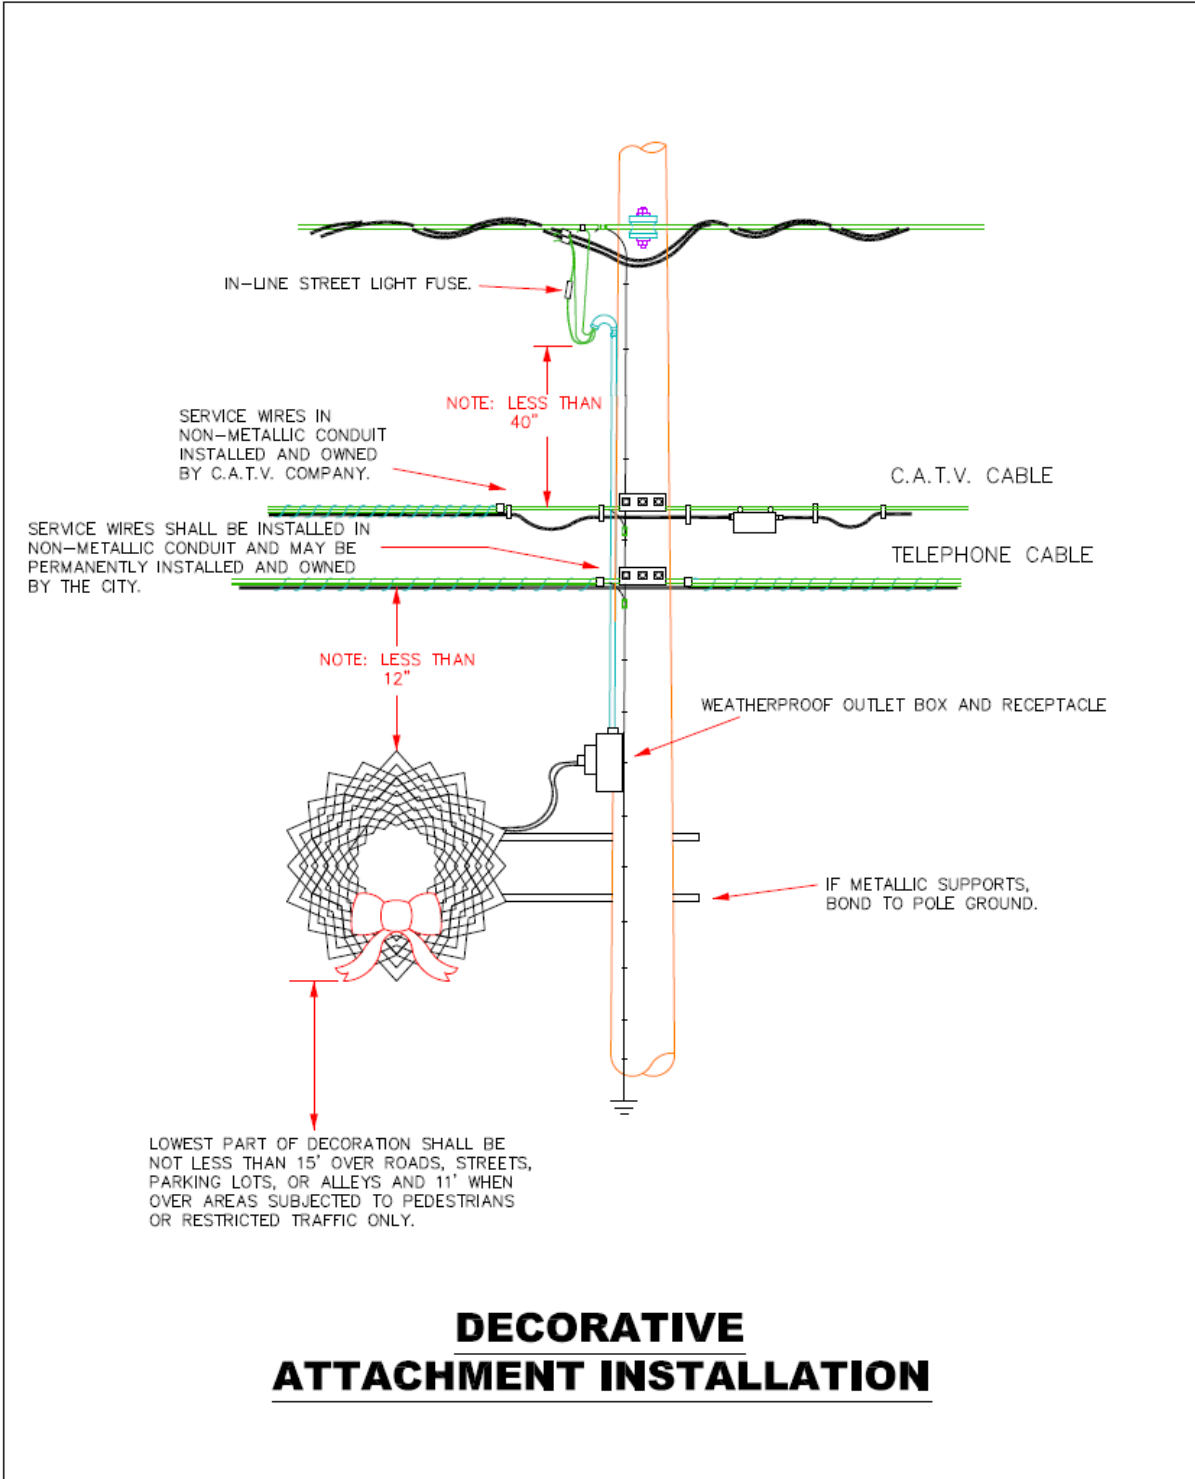 IN-LINE STREET LIGHT FUSE.
NOTE: LESS THAN
40"
SERVICE WIRES IN
NON-METALLIC CONDUIT
INSTALLED AND OWNED
BY C.A.T.V. COMPANY.
C.A.T.V. CABLE
SERVICE WIRES SHALL BE INSTALLED IN
NON-METALLIC CONDUIT AND MAY BE
PERMANENTLY INSTALLED AND OWNED
BY THE CITY.
TELEPHONE CABLE
NOTE: LESS THAN
12"
WEATHERPROOF OUTLET BOX AND RECEPTACLE
IF METALLIC SUPPORTS,
BOND TO POLE GROUND.
LOWEST PART OF DECORATION SHALL BE
NOT LESS THAN 15' OVER ROADS, STREETS,
PARKING LOTS, OR ALLEYS AND 11' WHEN
OVER AREAS SUBJECTED TO PEDESTRIANS
OR RESTRICTED TRAFFIC ONLY.
DECORATIVE
ATTACHMENT INSTALLATION